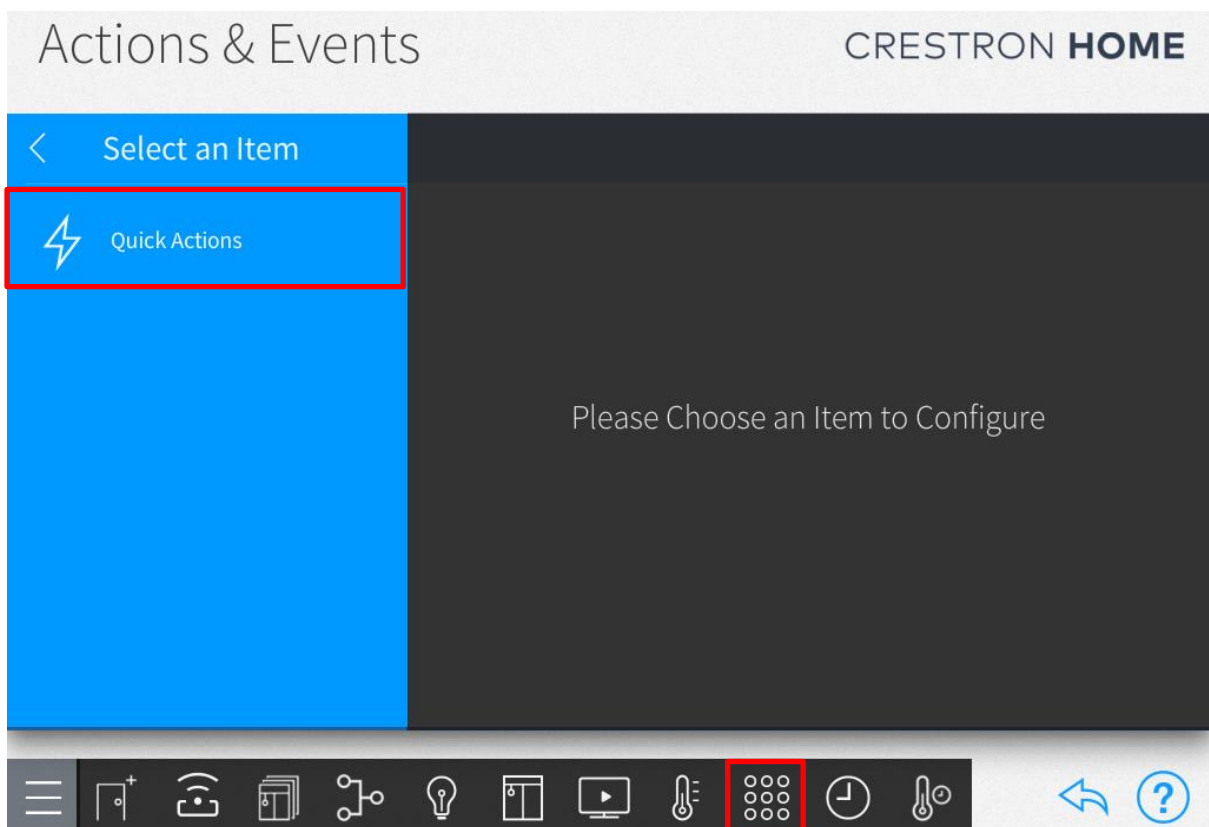 Actions & Events
CRESTRON HOME
Select an Item
Quick Actions
Please Choose an Item to Configure
?